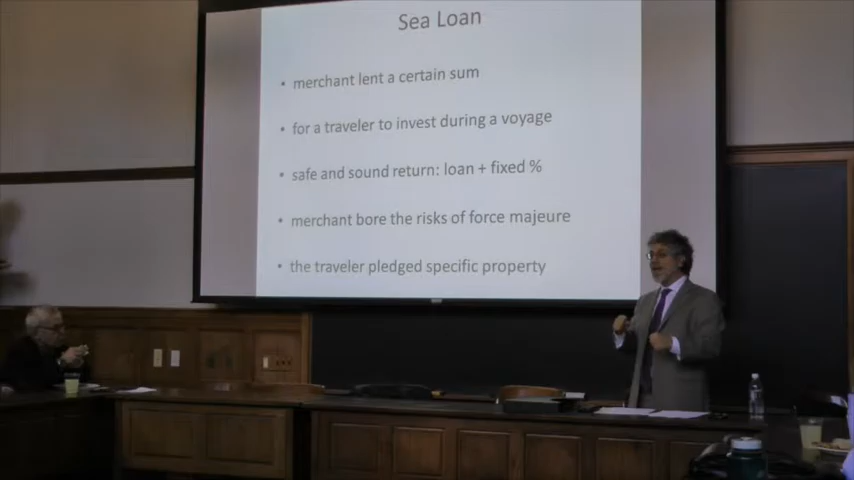 Sea Loan
• merchant lent a certain sum
• for a traveler to invest during a voyage
• safe and sound return: loan + fixed %
• merchant bore the risks of force majeure
• the traveler pledged specific property